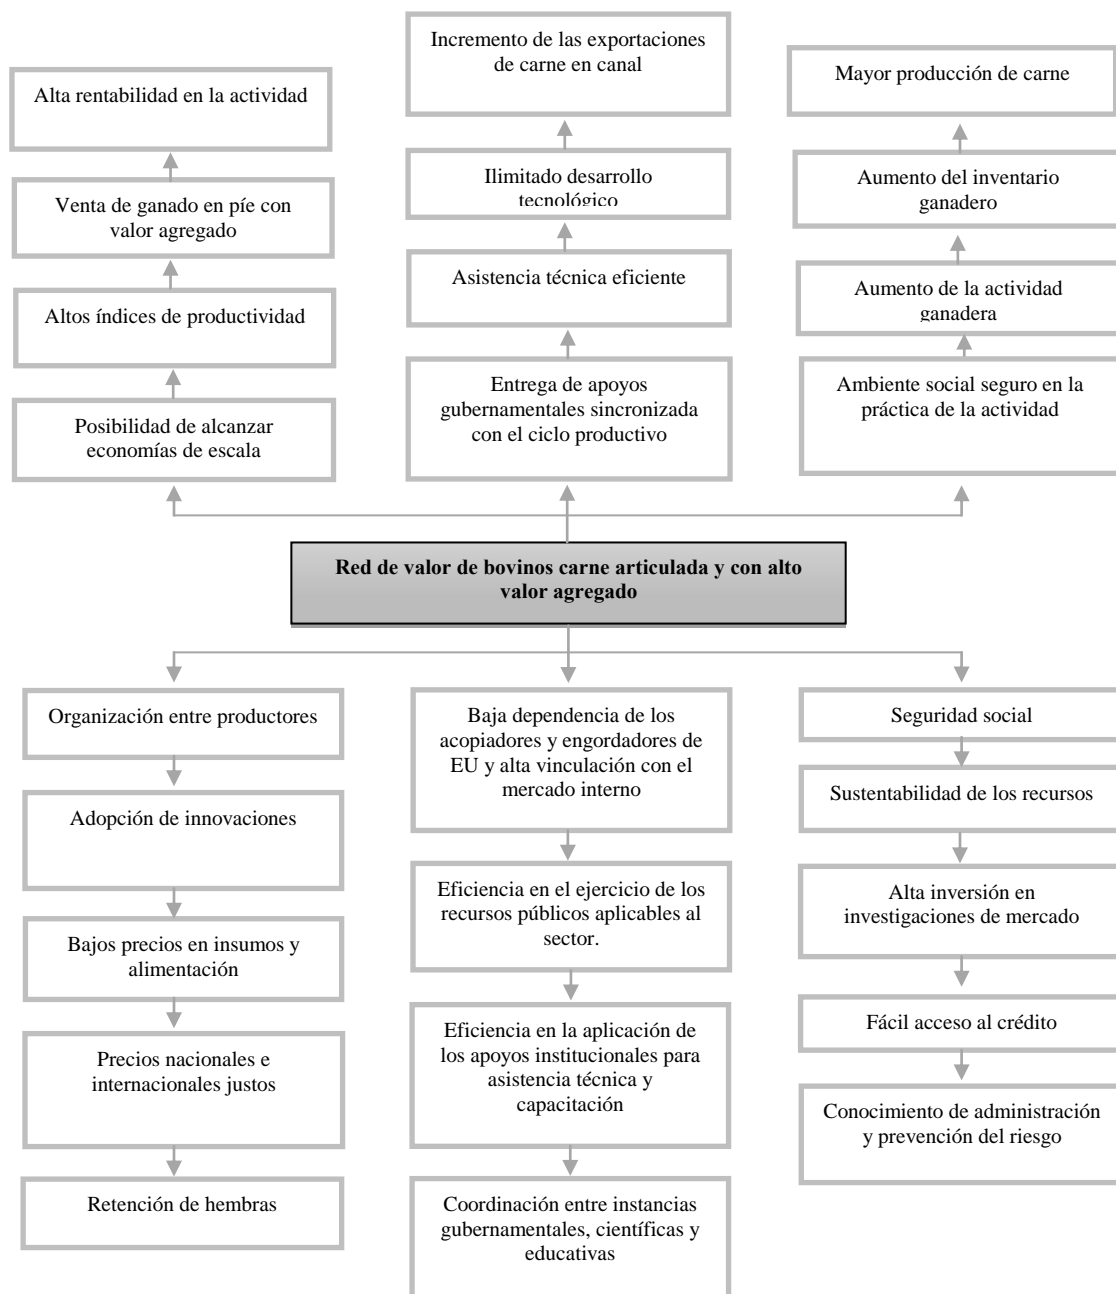 Incremento de las exportaciones
de carne en canal
Alta rentabilidad en la actividad
Mayor producción de carne
Ilimitado desarrollo
tecnológico
Aumento del inventario
ganadero
Venta de ganado en píe con
valor agregado
Asistencia técnica eficiente
Aumento de la actividad
ganadera
Altos índices de productividad
Entrega de apoyos
gubernamentales sincronizada
con el ciclo productivo
Ambiente social seguro en la
práctica de la actividad
Posibilidad de alcanzar
economías de escala
Red de valor de bovinos carne articulada y con alto
valor agregado
Organización entre productores
Baja dependencia de los
acopiadores y engordadores de
EU y alta vinculación con el
mercado interno
Seguridad social
Adopción de innovaciones
Sustentabilidad de los recursos
Eficiencia en el ejercicio de los
recursos públicos aplicables al
sector.
Alta inversión en
investigaciones de mercado
Bajos precios en insumos y
alimentación
Fácil acceso al crédito
Precios nacionales e
internacionales justos
Eficiencia en la aplicación de
los apoyos institucionales para
asistencia técnica y
capacitación
Conocimiento de administración
y prevención del riesgo
Retención de hembras
Coordinación entre instancias
gubernamentales, científicas y
educativas